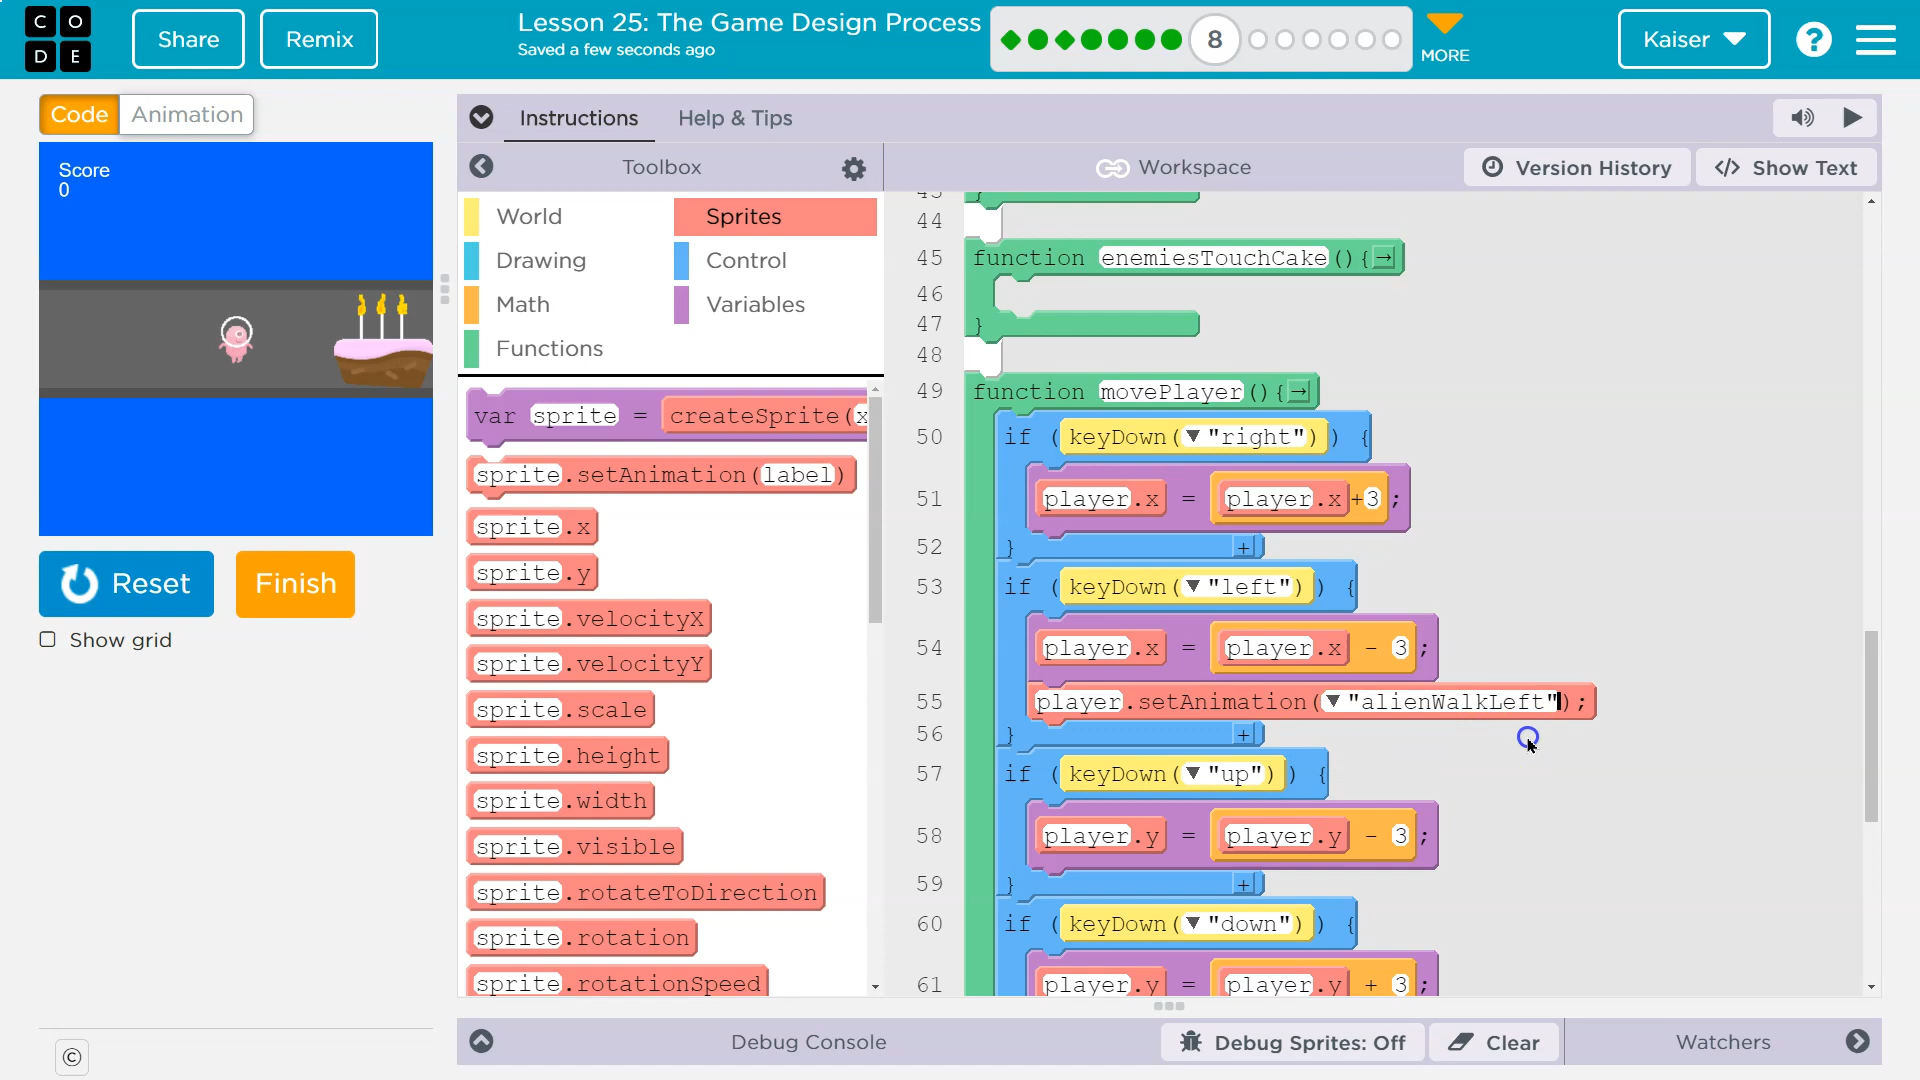 CODE
Share
Remix
Lesson 25: The Game Design Process
Saved a few seconds ago
8
MORE
Kaiser
?
Code
Animation
Score
0
Reset
Finish
Show grid
©
Instructions
Help & Tips
Toolbox
Workspace
Version History
</> Show Text
World
Sprites
Drawing
Control
Math
Variables
Functions
var sprite = createSprite(x
sprite.setAnimation(label)
sprite.x
sprite.y
sprite.velocityX
sprite.velocityY
sprite.scale
sprite.height
sprite.width
sprite.visible
sprite.rotateToDirection
sprite.rotation
sprite.rotationSpeed
43 }
44
45 function enemiesTouchCake(){→
46
47 }
48
49 function movePlayer(){→
50 if (keyDown(▼"right")) {
51 player.x = player.x+3;
52 } +
53 if (keyDown(▼"left")) {
54 player.x = player.x - 3;
55 player.setAnimation(▼"alienWalkLeft");
56 } +
57 if (keyDown(▼"up")) {
58 player.y = player.y - 3;
59 } +
60 if (keyDown(▼"down")) {
61 player.y = player.y + 3;
Debug Console
Debug Sprites: Off
Clear
Watchers